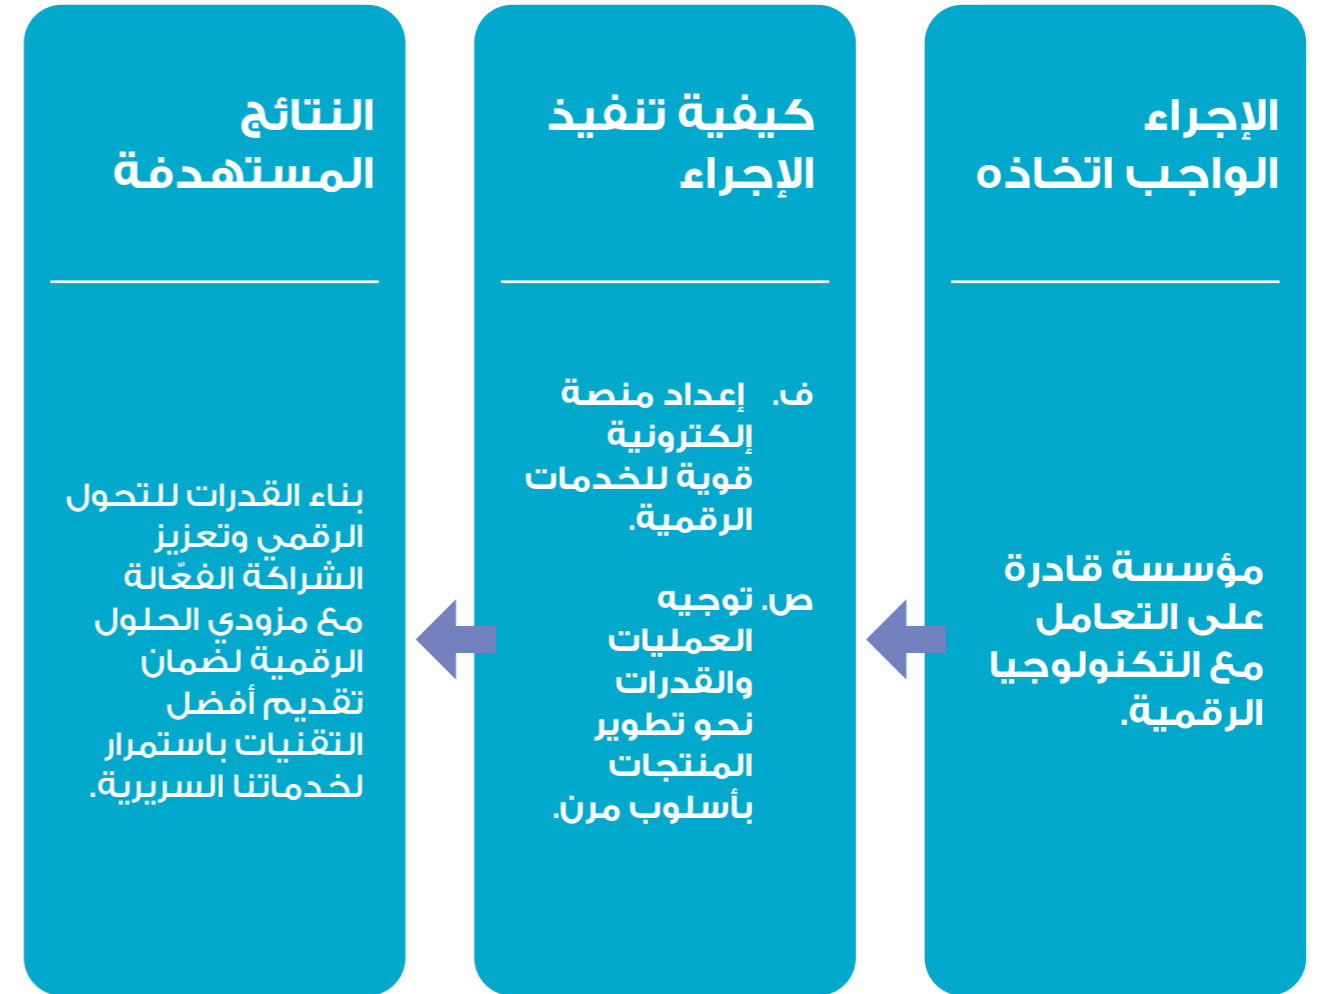 الإجراء
الواجب اتخاذه
مؤسسة قادرة
على التعامل
مع التكنولوجيا
الرقمية.
كيفية تنفيذ
الإجراء
ف. إعداد منصة
إلكترونية
قوية للخدمات
الرقمية.
ص. توجيه
العمليات
والقدرات
نحو تطوير
المنتجات
بأسلوب مرن.
النتائج
المستهدفة
بناء القدرات للتحول
الرقمي وتعزيز
الشراكة الفعّالة
مع مزودي الحلول
الرقمية لضمان
تقديم أفضل
التقنيات باستمرار
لخدماتنا السريرية.